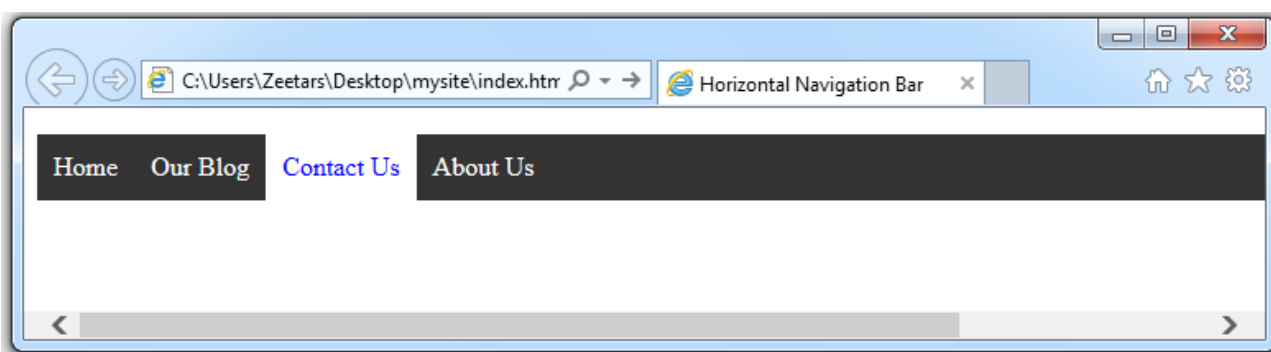 C:\Users\Zeetars\Desktop\mysite\index.htm
Horizontal Navigation Bar
Home Our Blog Contact Us About Us